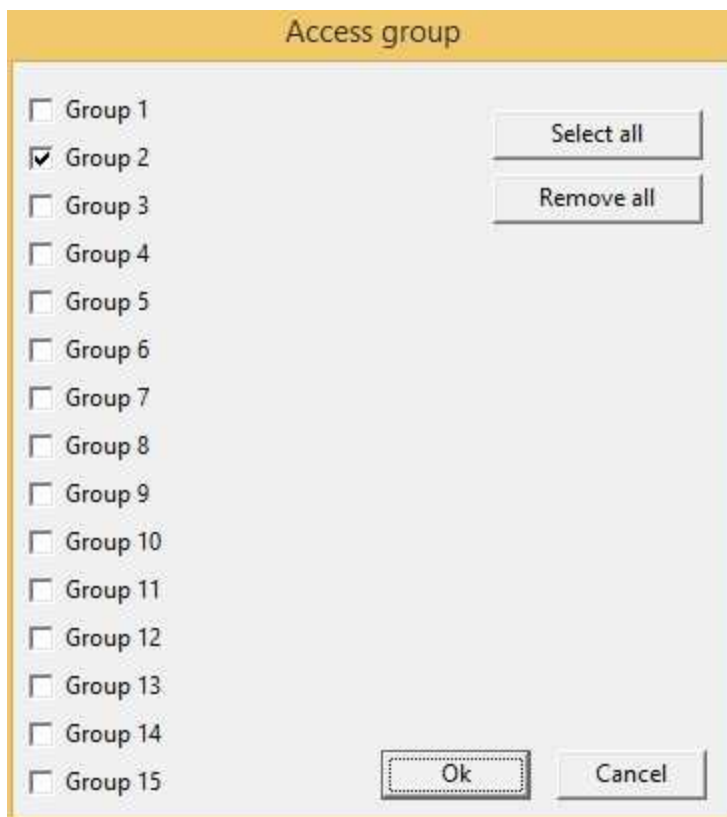 Access group
Group 1
Group 2
Group 3
Group 4
Group 5
Group 6
Group 7
Group 8
Group 9
Group 10
Group 11
Group 12
Group 13
Group 14
Group 15
Select all
Remove all
Ok
Cancel